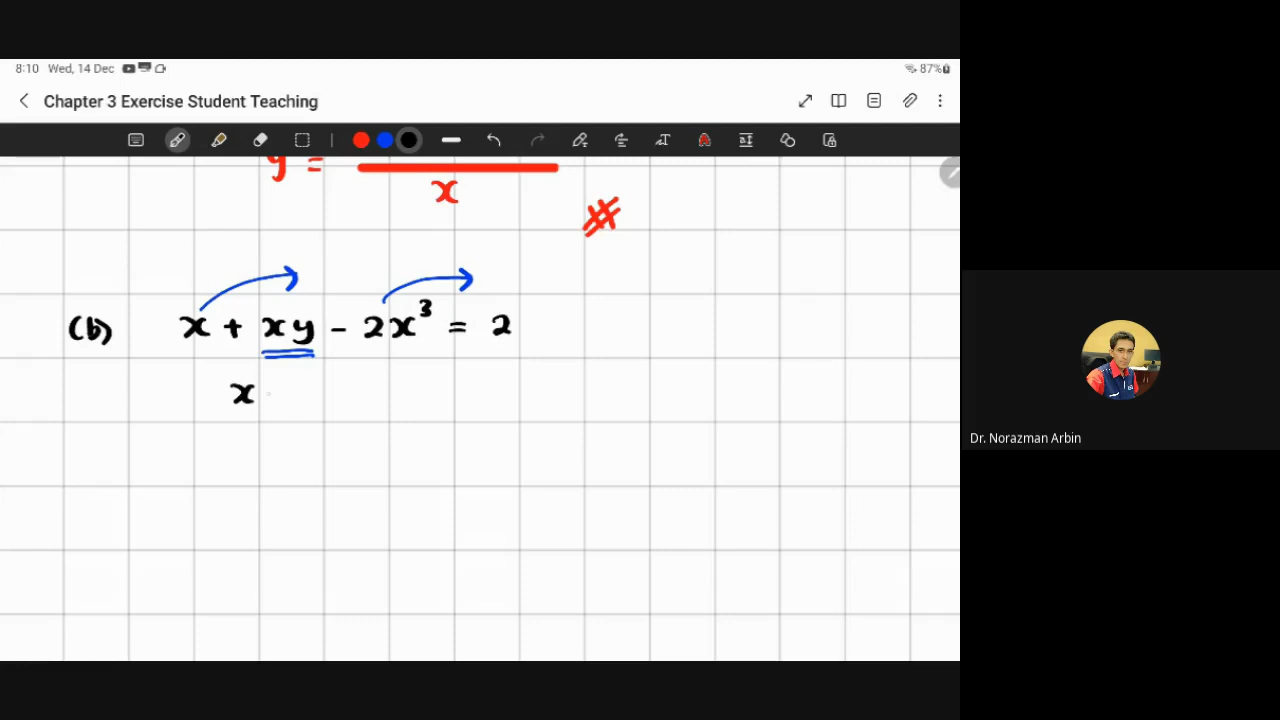 8:10 Wed, 14 Dec
87%
Chapter 3 Exercise Student Teaching
y =
x
#
(b) x + xy - 2x³ = 2
x
Dr. Norazman Arbin